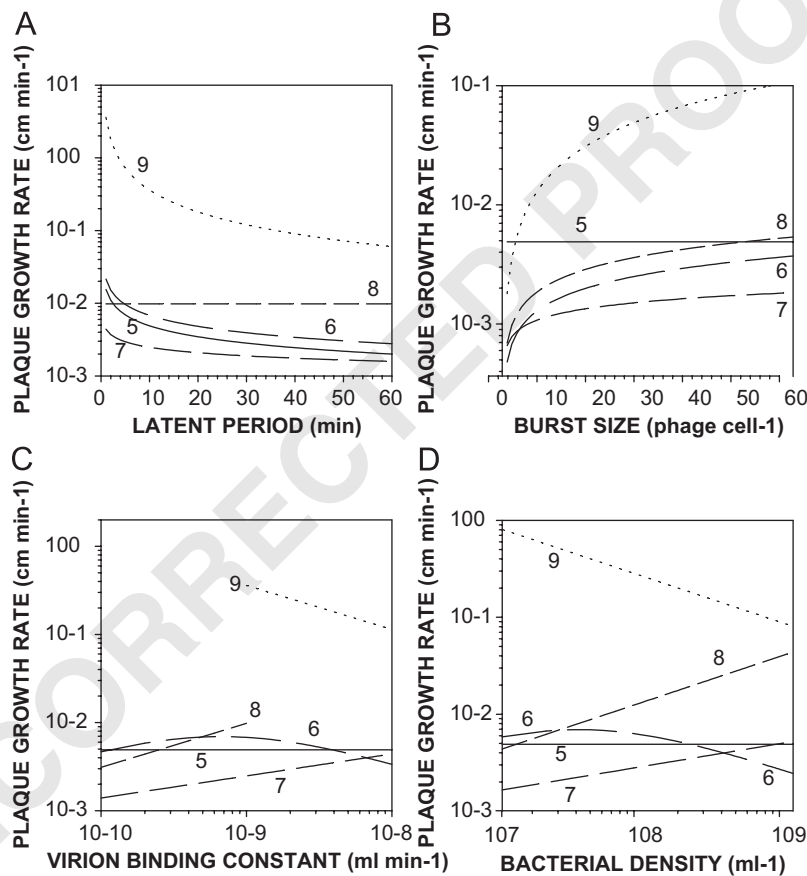 A
PLAQUE GROWTH RATE (cm min-1)
101
100
10-1
10-2
10-3
9
8
5
6
7
0 10 20 30 40 50 60
LATENT PERIOD (min)
B
PLAQUE GROWTH RATE (cm min-1)
10-1
10-2
10-3
9
5
8
6
7
0 10 20 30 40 50 60
BURST SIZE (phage cell-1)
C
PLAQUE GROWTH RATE (cm min-1)
100
10-1
10-2
10-3
9
8
6
5
7
10-10 10-9 10-8
VIRION BINDING CONSTANT (ml min-1)
D
PLAQUE GROWTH RATE (cm min-1)
100
10-1
10-2
10-3
9
8
6
5
7
6
107 108 109
BACTERIAL DENSITY (ml-1)
NCORRECTED PROO